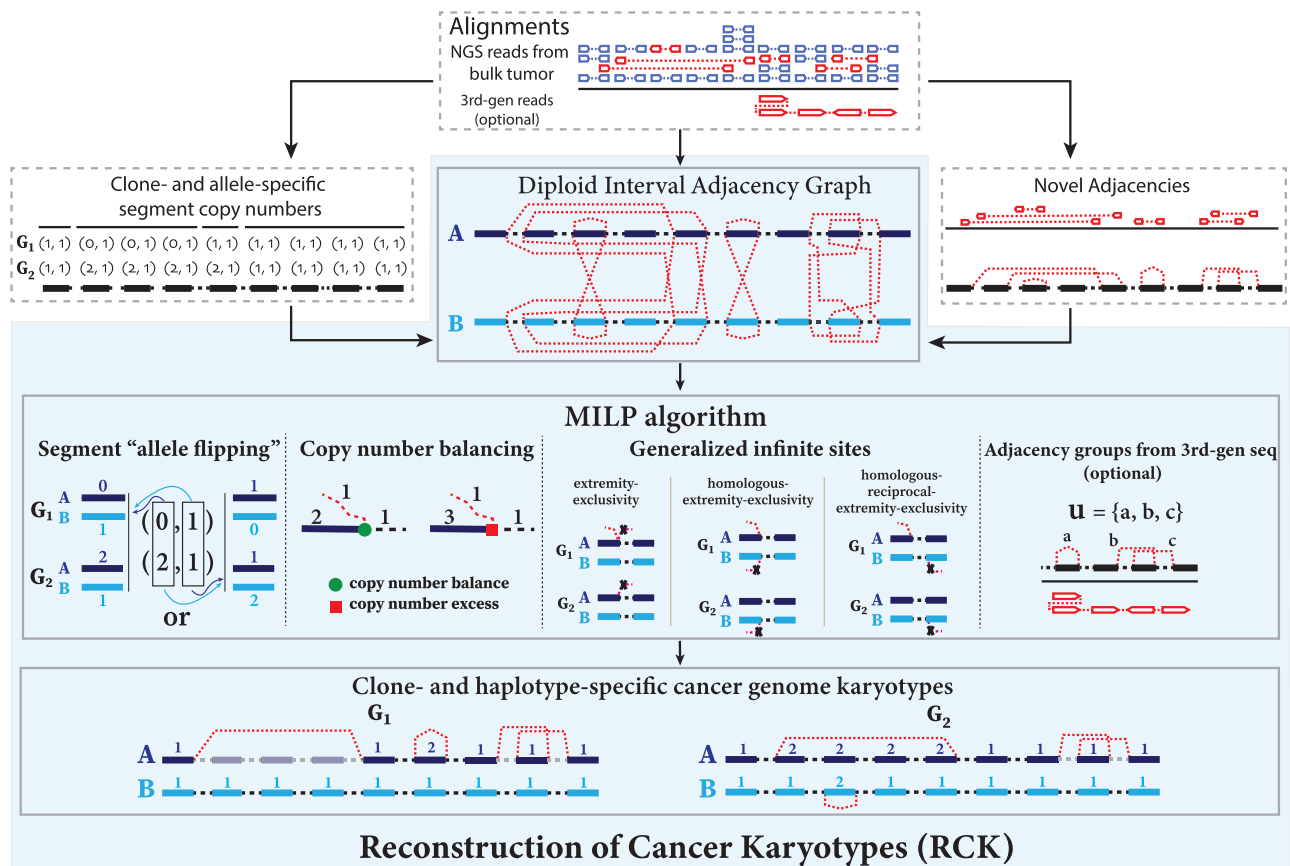 Alignments
NGS reads from
bulk tumor
3rd-gen reads
(optional)
Clone- and allele-specific
segment copy numbers
G1 (1, 1) (0, 1) (0, 1) (0, 1) (1, 1) (1, 1) (1, 1) (1, 1) (1, 1)
G2 (1, 1) (2, 1) (2, 1) (2, 1) (2, 1) (1, 1) (1, 1) (1, 1) (1, 1)
Diploid Interval Adjacency Graph
A
B
Novel Adjacencies
MILP algorithm
Segment “allele flipping”
G1 A 0
B 1
G2 A 2
B 1
(0,1)
(2,1)
or
1
0
1
2
Copy number balancing
1
2 1
1
3 1
copy number balance
copy number excess
Generalized infinite sites
extremity-
exclusivity
G1 A
B
G2 A
B
homologous-
extremity-exclusivity
G1 A
B
G2 A
B
homologous-
reciprocal-
extremity-exclusivity
G1 A
B
G2 A
B
Adjacency groups from 3rd-gen seq
(optional)
u = {a, b, c}
a b c
Clone- and haplotype-specific cancer genome karyotypes
G1
A 1 1 2 1 1 1
B 1 1 1 1 1 1 1 1 1
G2
A 1 2 2 2 2 1 1 1 1
B 1 1 2 1 1 1 1 1 1
Reconstruction of Cancer Karyotypes (RCK)